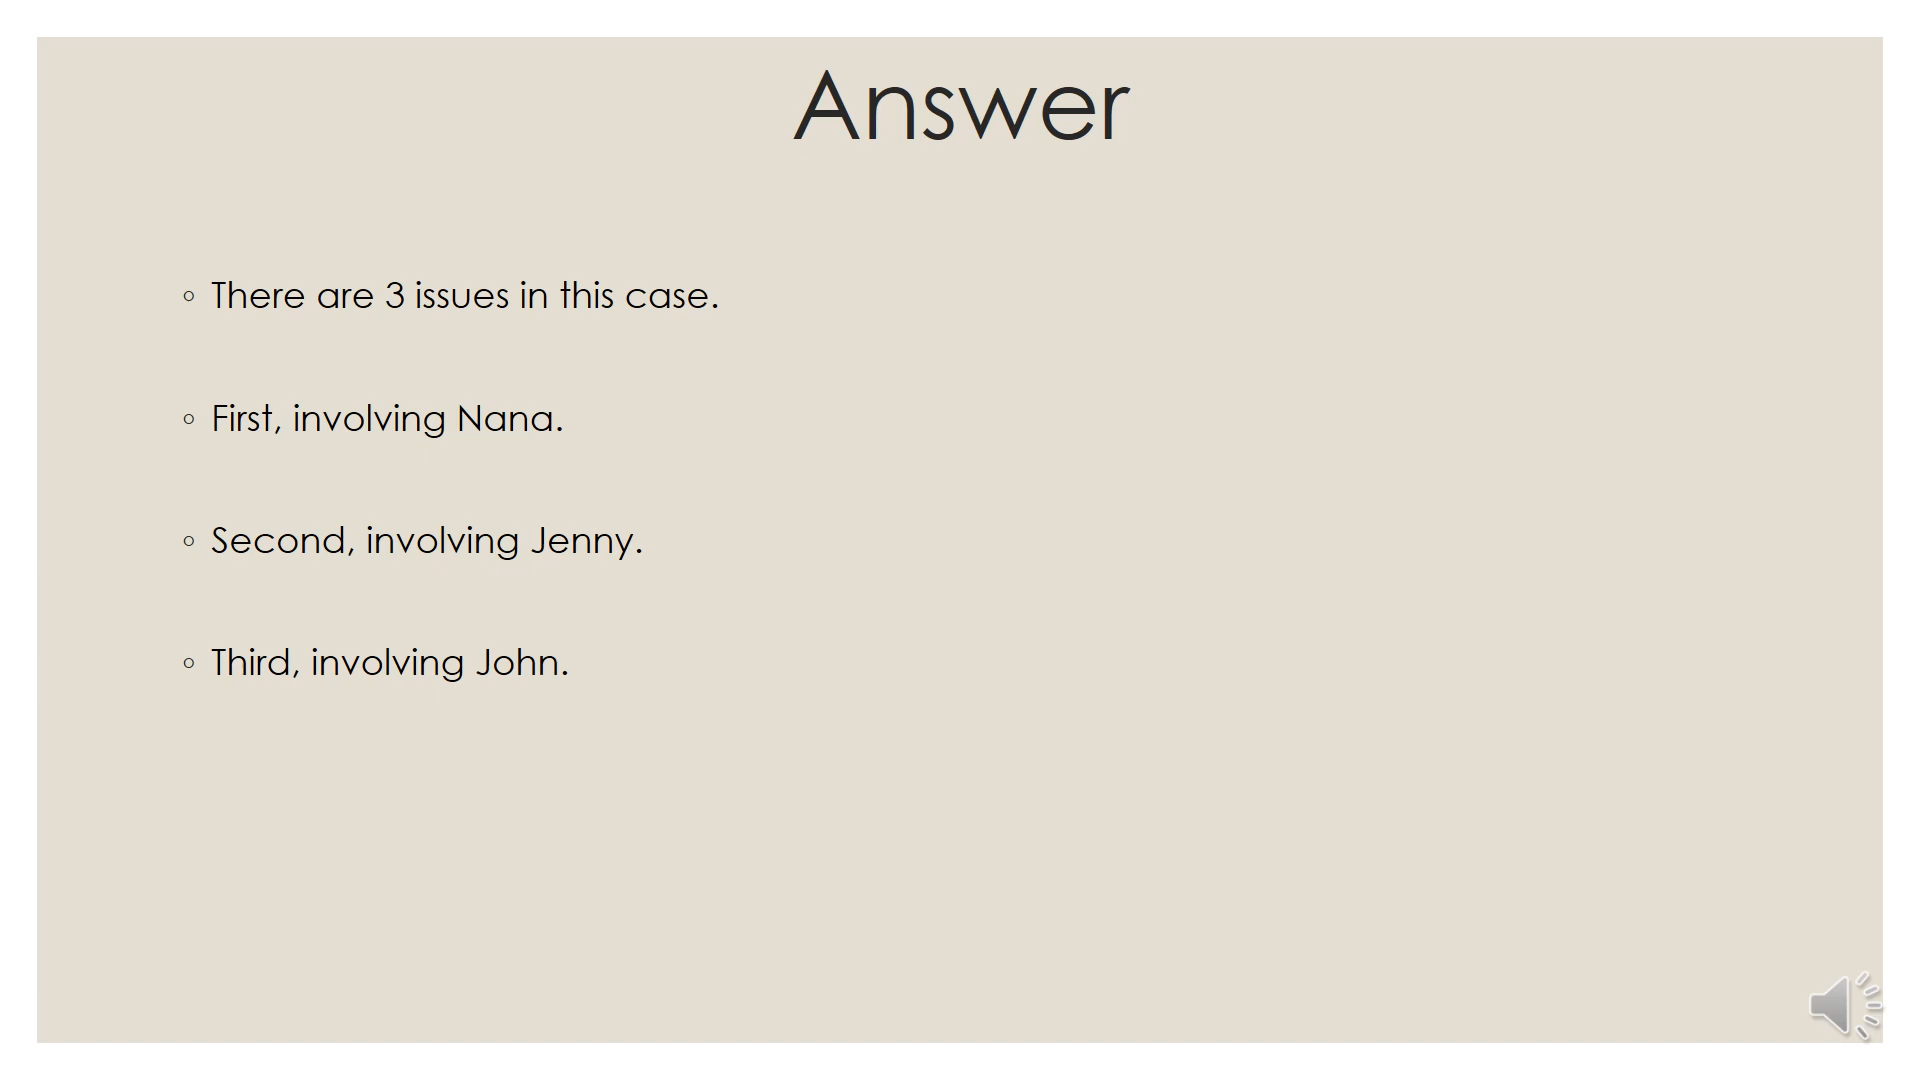 Answer
◦ There are 3 issues in this case.
◦ First, involving Nana.
◦ Second, involving Jenny.
◦ Third, involving John.